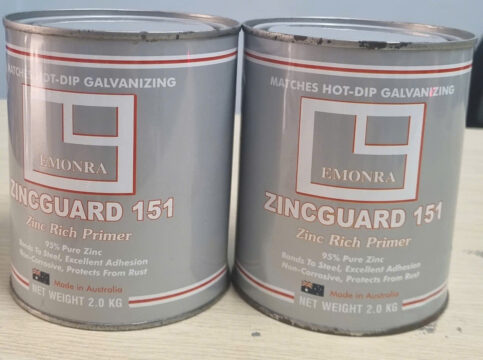 MATCHES HOT-DIP GALVANIZING
EMONRA
ZINCGUARD 151
Zinc Rich Primer
95% Pure Zinc
Bonds To Steel, Excellent Adhesion
Non-Corrosive, Protects From Rust
Made in Australia
NET WEIGHT 2.0 KG
MATCHES HOT-DIP GALVANIZING
EMONRA
ZINCGUARD 151
Zinc Rich Primer
95% Pure Zinc
Bonds To Steel, Excellent Adhesion
Non-Corrosive, Protects From Rust
Made in Australia
NET WEIGHT 2.0 KG